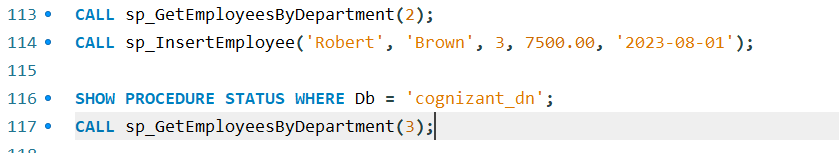 113 CALL sp_GetEmployeesByDepartment(2);
114 CALL sp_InsertEmployee('Robert', 'Brown', 3, 7500.00, '2023-08-01');
115
116 SHOW PROCEDURE STATUS WHERE Db = 'cognizant_dn';
117 CALL sp_GetEmployeesByDepartment(3);
118